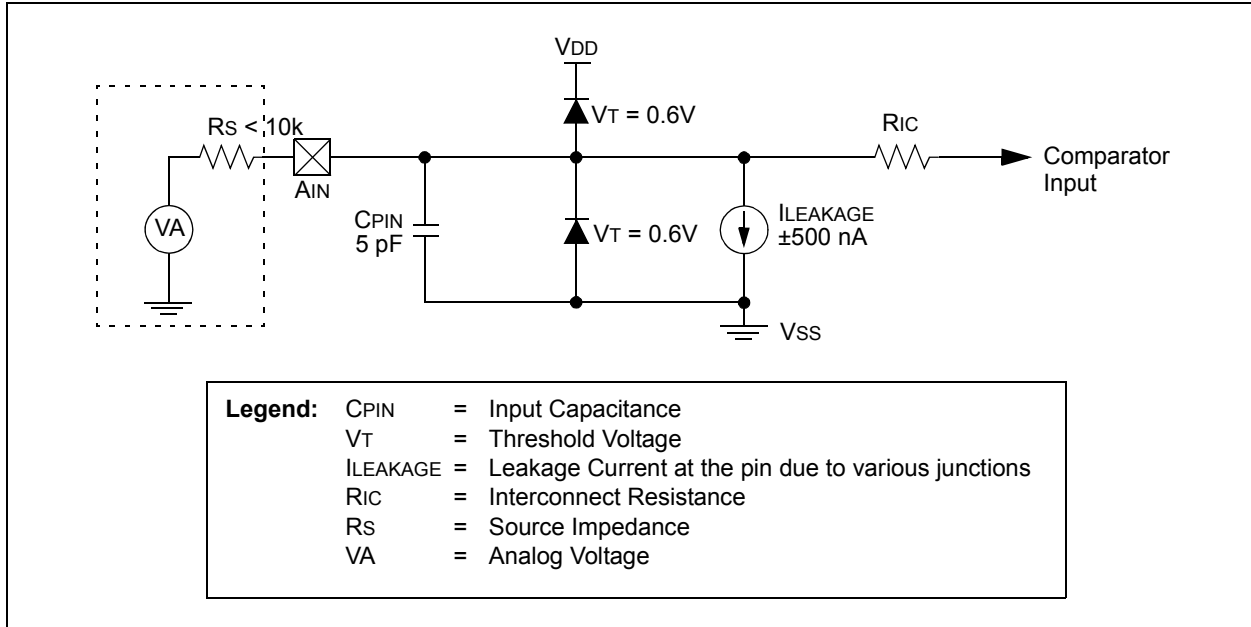 VDD
VT = 0.6V
RS < 10k
RIC
AIN
Comparator
Input
VA
CPIN
5 pF
VT = 0.6V
ILEAKAGE
±500 nA
VSS
Legend: CPIN = Input Capacitance
VT = Threshold Voltage
ILEAKAGE = Leakage Current at the pin due to various junctions
RIC = Interconnect Resistance
RS = Source Impedance
VA = Analog Voltage